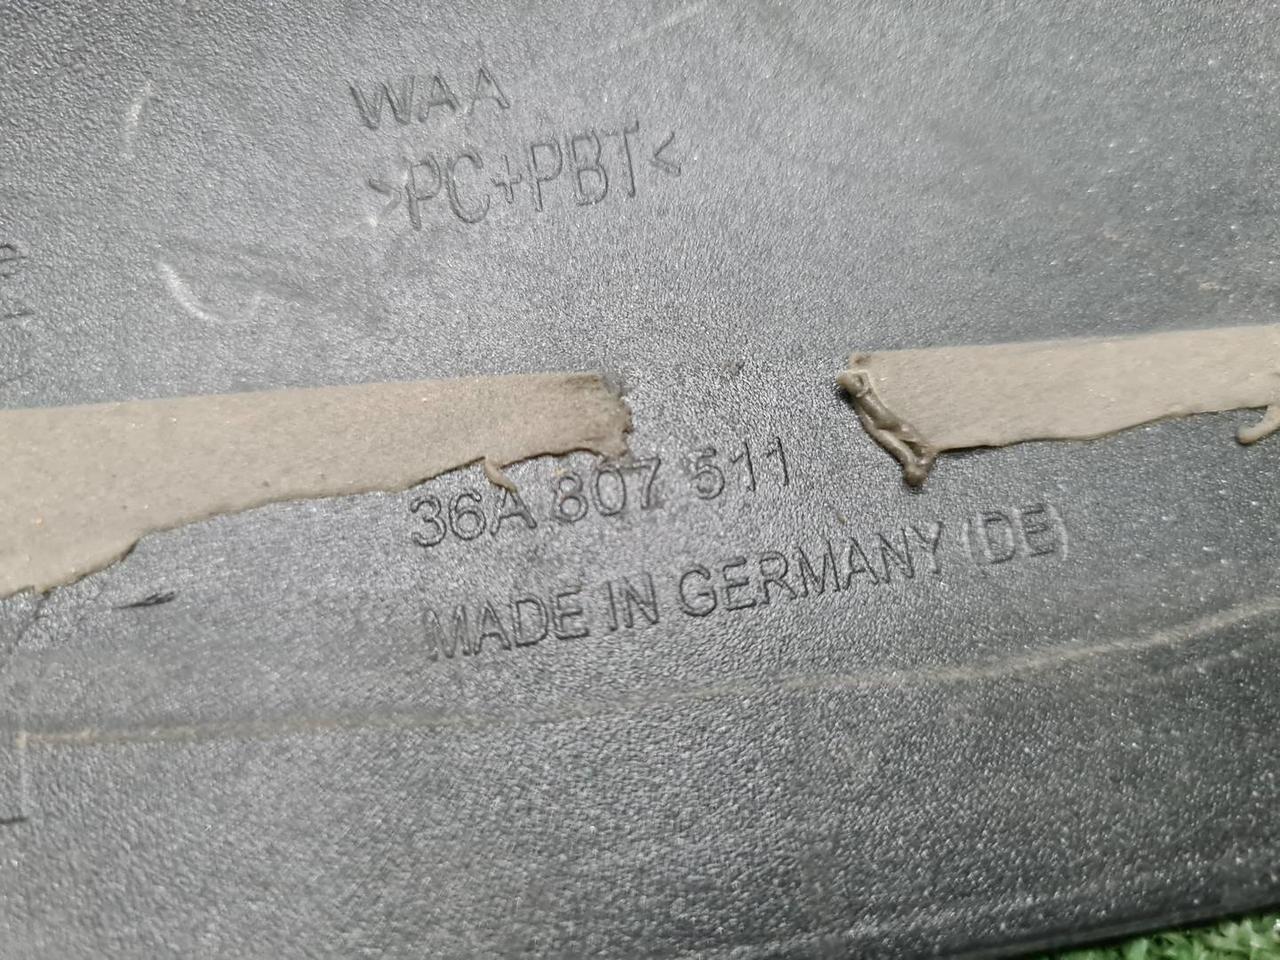 WAA
>PC+PBT<
36A 807 511
MADE IN GERMANY (DE)